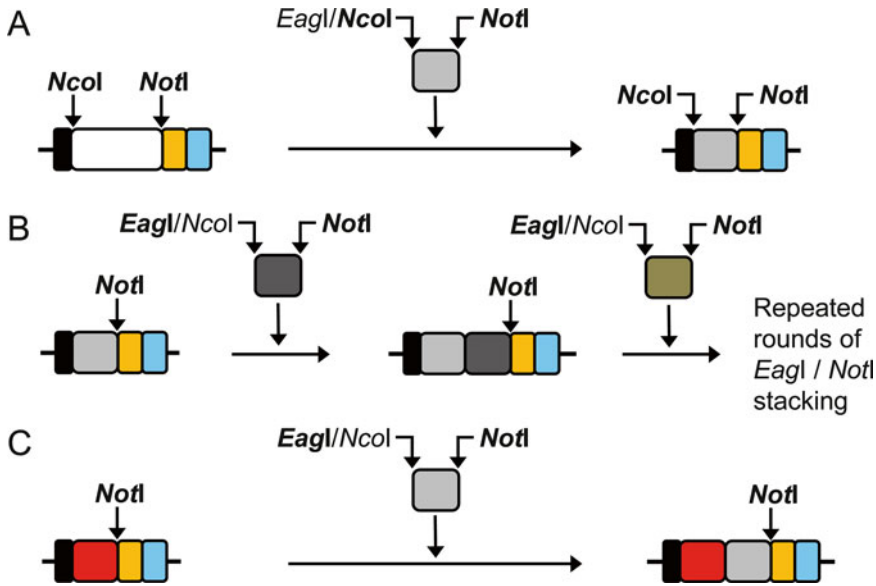 A
EagI/NcoI
NotI
NcoI
NotI
NcoI
NotI
B
EagI/NcoI
NotI
EagI/NcoI
NotI
NotI
NotI
Repeated
rounds of
EagI / NotI
stacking
C
EagI/NcoI
NotI
NotI
NotI